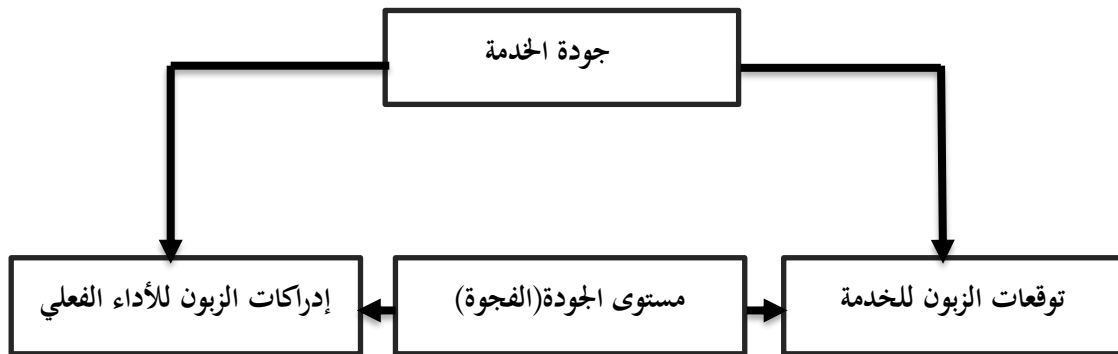 جودة الخدمة
توقعات الزبون للخدمة
مستوى الجودة(الفجوة)
إدراكات الزبون للأداء الفعلي